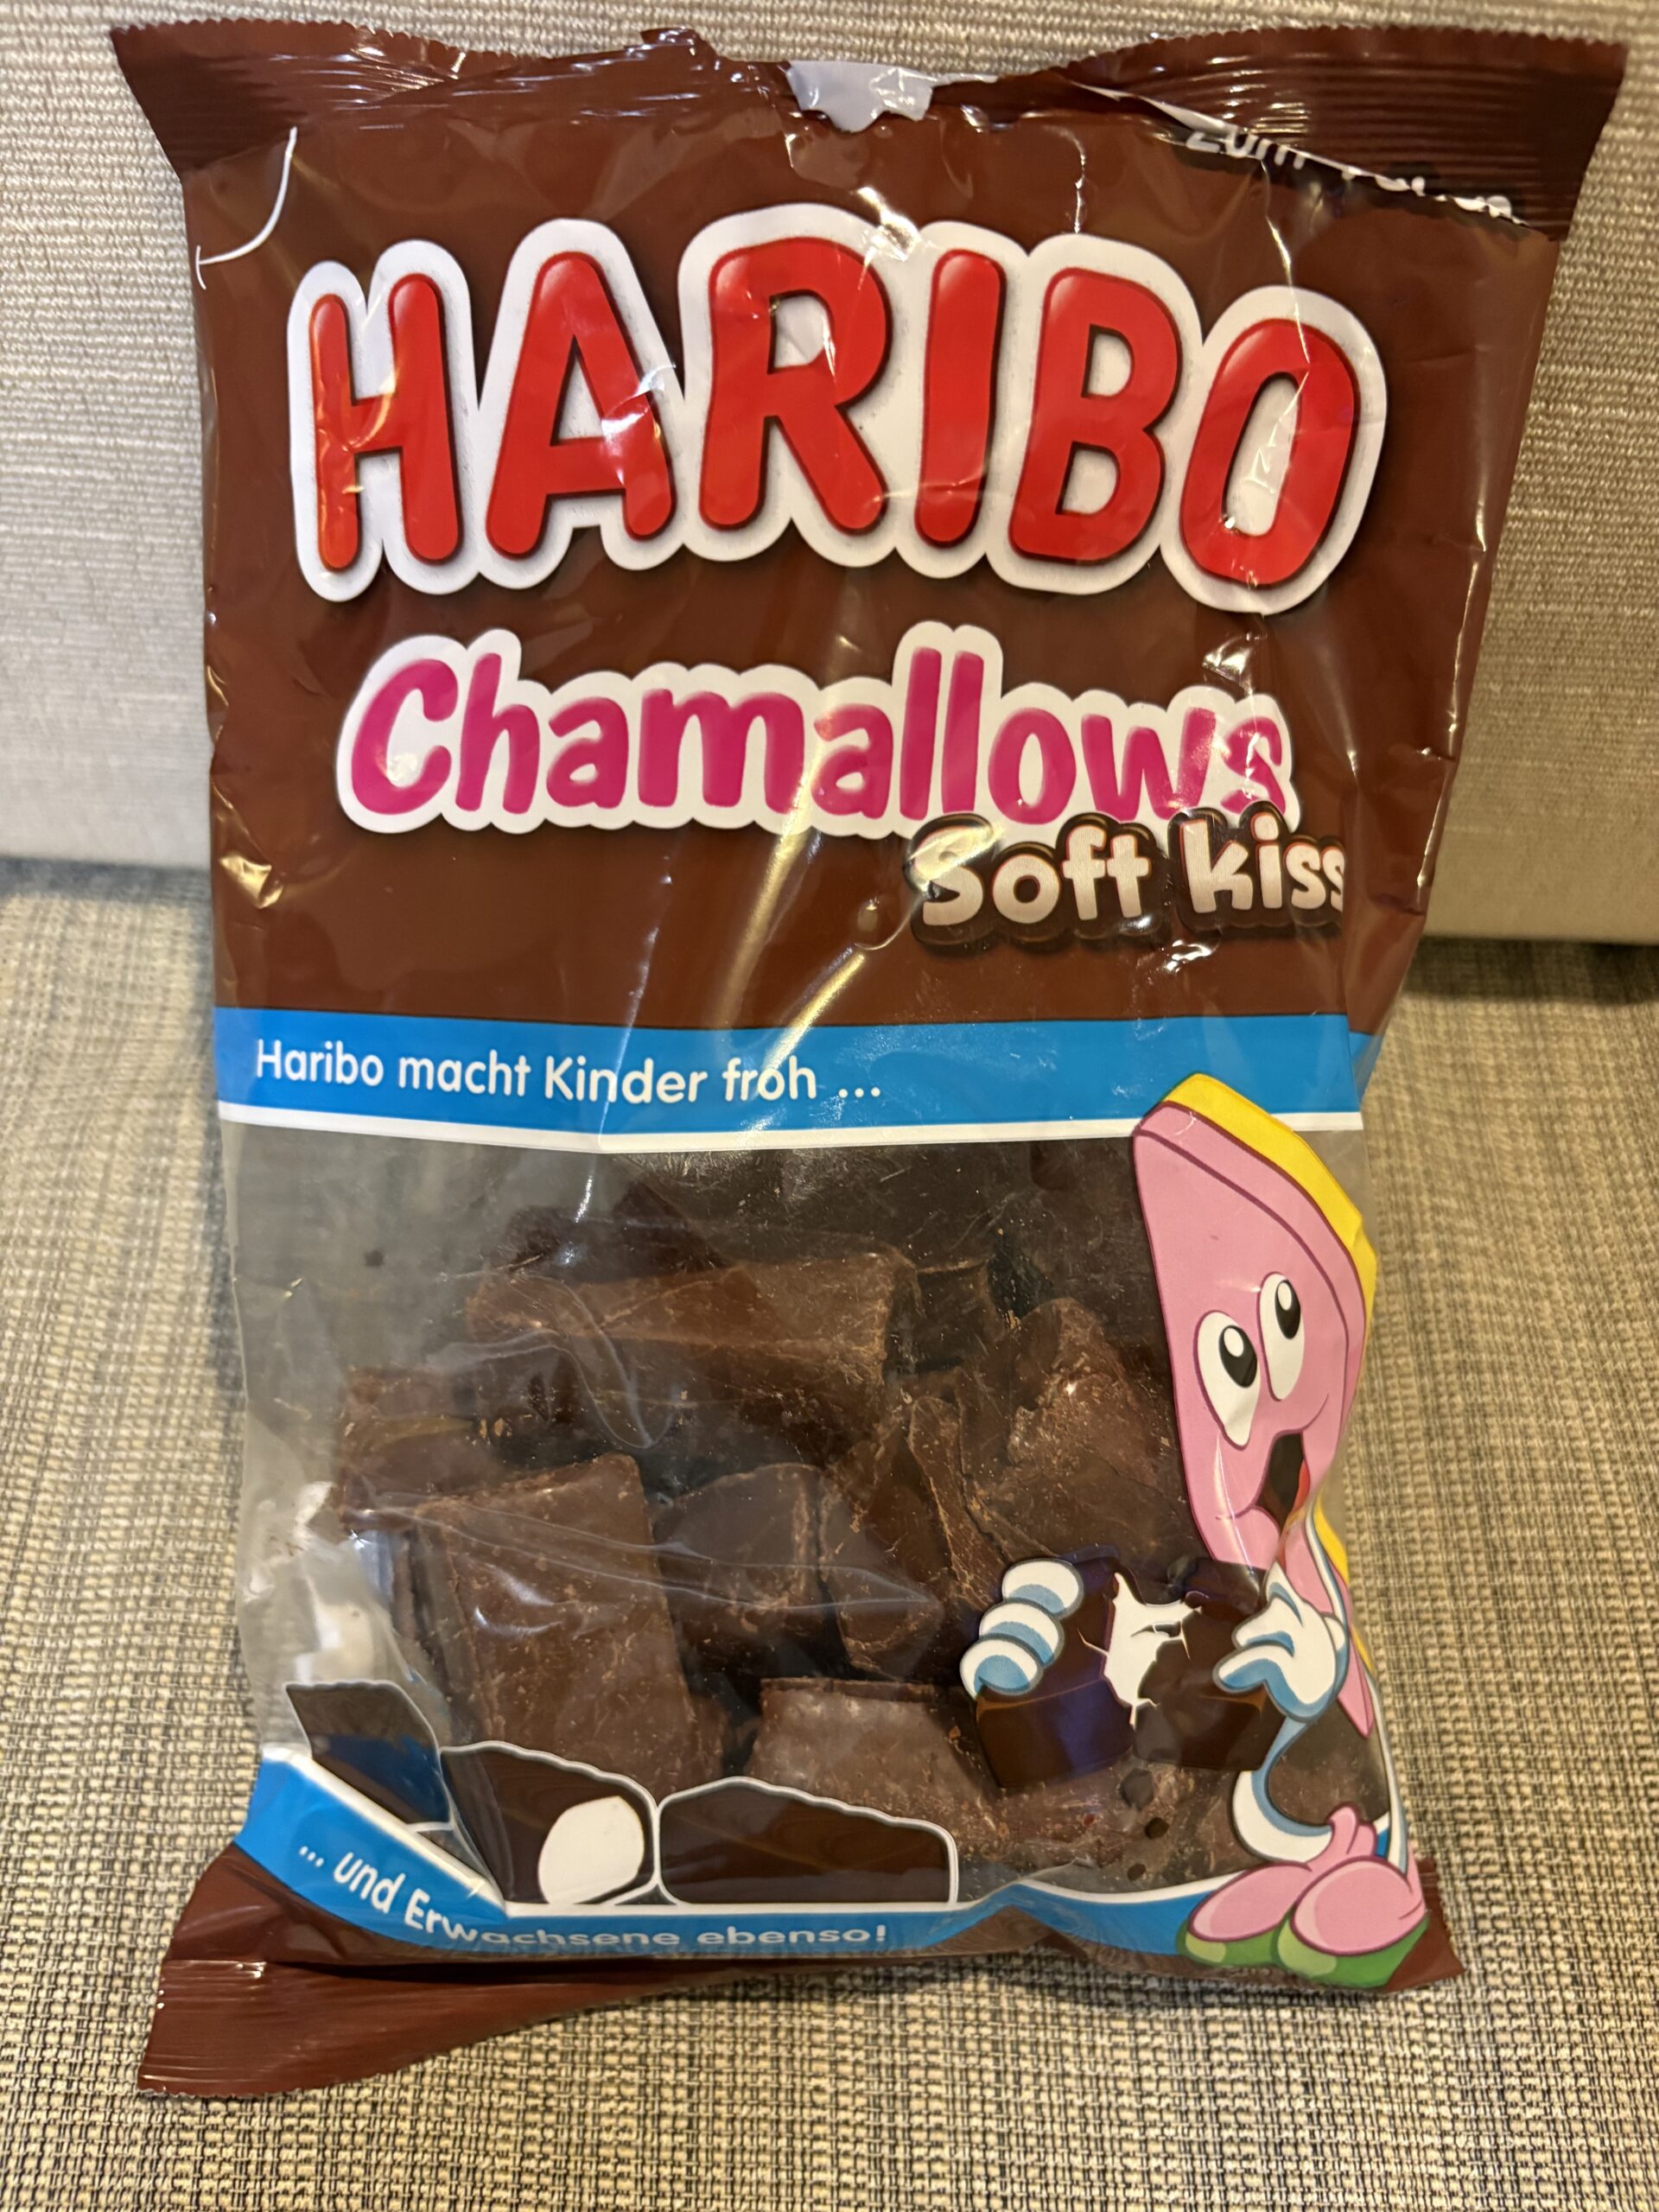 HARIBO
Chamallows
Soft kiss
Haribo macht Kinder froh ...
... und Erwachsene ebenso!